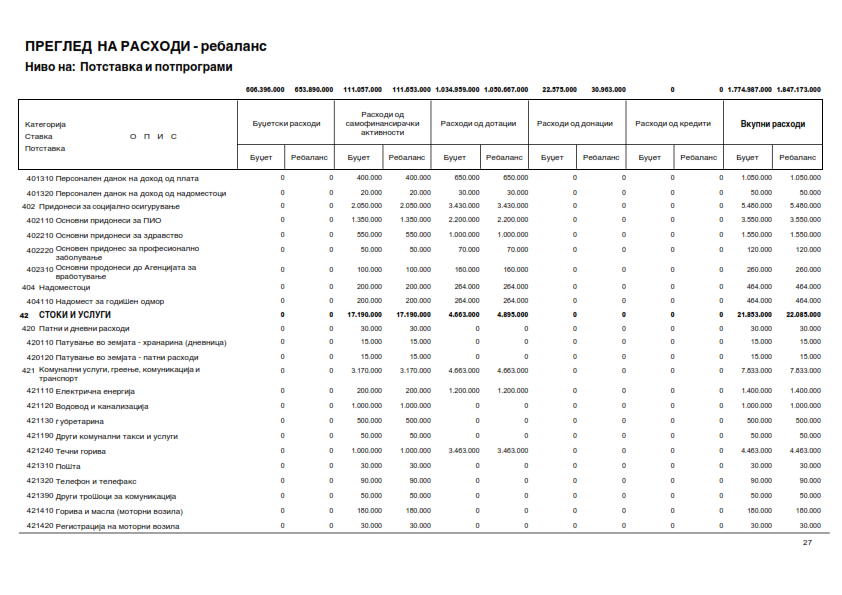 ПРЕГЛЕД НА РАСХОДИ - ребаланс
Ниво на: Потставка и потпрограми
606.396.000 653.890.000 111.057.000 111.653.000 1.034.959.000 1.050.667.000 22.575.000 30.963.000 0 0 1.774.987.000 1.847.173.000
Категорија
Ставка О П И С
Потставка
Буџетски расходи
Расходи од
самофинансирачки
активности
Расходи од дотации
Расходи од донации
Расходи од кредити
Вкупни расходи
Буџет Ребаланс Буџет Ребаланс Буџет Ребаланс Буџет Ребаланс Буџет Ребаланс Буџет Ребаланс
401310 Персонален данок на доход од плата 0 0 400.000 400.000 650.000 650.000 0 0 0 0 1.050.000 1.050.000
401320 Персонален данок на доход од надоместоци 0 0 20.000 20.000 30.000 30.000 0 0 0 0 50.000 50.000
402 Придонеси за социјално осигурување 0 0 2.050.000 2.050.000 3.430.000 3.430.000 0 0 0 0 5.480.000 5.480.000
402110 Основни придонеси за ПИО 0 0 1.350.000 1.350.000 2.200.000 2.200.000 0 0 0 0 3.550.000 3.550.000
402210 Основни придонеси за здравство 0 0 550.000 550.000 1.000.000 1.000.000 0 0 0 0 1.550.000 1.550.000
402220 Основен придонес за професионално
заболување 0 0 50.000 50.000 70.000 70.000 0 0 0 0 120.000 120.000
402310 Основни продонеси до Агенцијата за
вработување 0 0 100.000 100.000 160.000 160.000 0 0 0 0 260.000 260.000
404 Надоместоци 0 0 200.000 200.000 264.000 264.000 0 0 0 0 464.000 464.000
404110 Надомест за годиШен одмор 0 0 200.000 200.000 264.000 264.000 0 0 0 0 464.000 464.000
42 СТОКИ И УСЛУГИ 0 0 17.190.000 17.190.000 4.663.000 4.895.000 0 0 0 0 21.853.000 22.085.000
420 Патни и дневни расходи 0 0 30.000 30.000 0 0 0 0 0 0 30.000 30.000
420110 Патување во земјата - хранарина (дневница) 0 0 15.000 15.000 0 0 0 0 0 0 15.000 15.000
420120 Патување во земјата - патни расходи 0 0 15.000 15.000 0 0 0 0 0 0 15.000 15.000
421 Комунални услуги, греење, комуникација и
транспорт 0 0 3.170.000 3.170.000 4.663.000 4.663.000 0 0 0 0 7.833.000 7.833.000
421110 Електрична енергија 0 0 200.000 200.000 1.200.000 1.200.000 0 0 0 0 1.400.000 1.400.000
421120 Водовод и канализација 0 0 1.000.000 1.000.000 0 0 0 0 0 0 1.000.000 1.000.000
421130 Ѓубретарина 0 0 500.000 500.000 0 0 0 0 0 0 500.000 500.000
421190 Други комунални такси и услуги 0 0 50.000 50.000 0 0 0 0 0 0 50.000 50.000
421240 Течни горива 0 0 1.000.000 1.000.000 3.463.000 3.463.000 0 0 0 0 4.463.000 4.463.000
421310 ПоШта 0 0 30.000 30.000 0 0 0 0 0 0 30.000 30.000
421320 Телефон и телефакс 0 0 90.000 90.000 0 0 0 0 0 0 90.000 90.000
421390 Други троШоци за комуникација 0 0 50.000 50.000 0 0 0 0 0 0 50.000 50.000
421410 Горива и масла (моторни возила) 0 0 180.000 180.000 0 0 0 0 0 0 180.000 180.000
421420 Регистрација на моторни возила 0 0 30.000 30.000 0 0 0 0 0 0 30.000 30.000
27